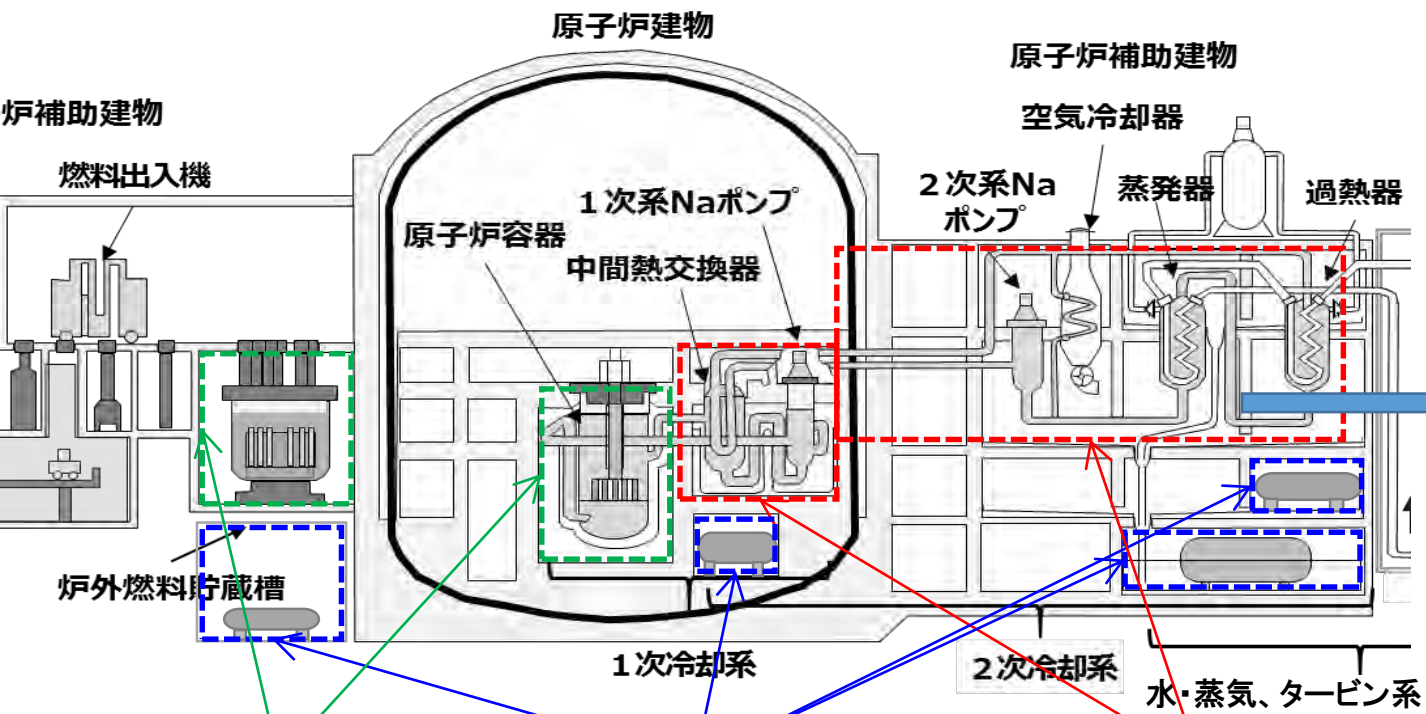 原子炉建物
原子炉補助建物
炉補助建物
空気冷却器
燃料出入機
２次系Na
ポンプ
蒸発器
過熱器
１次系Naポンプ
原子炉容器
中間熱交換器
炉外燃料貯蔵槽
１次冷却系
２次冷却系
水・蒸気、タービン系